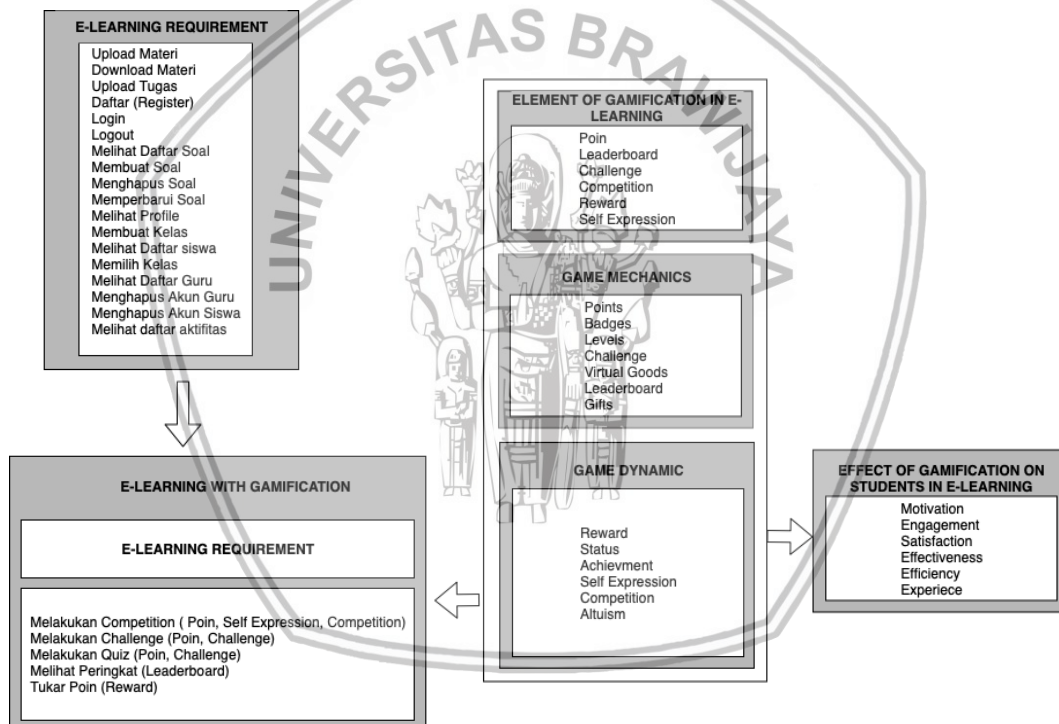 UNIVERSITAS BRAWIJAYA
E-LEARNING REQUIREMENT
Upload Materi
Download Materi
Upload Tugas
Daftar (Register)
Login
Logout
Melihat Daftar Soal
Membuat Soal
Menghapus Soal
Memperbarui Soal
Melihat Profile
Membuat Kelas
Melihat Daftar siswa
Memilih Kelas
Melihat Daftar Guru
Menghapus Akun Guru
Menghapus Akun Siswa
Melihat daftar aktifitas
ELEMENT OF GAMIFICATION IN E-
LEARNING
Poin
Leaderboard
Challenge
Competition
Reward
Self Expression
GAME MECHANICS
Points
Badges
Levels
Challenge
Virtual Goods
Leaderboard
Gifts
GAME DYNAMIC
Reward
Status
Achievment
Self Expression
Competition
Altuism
E-LEARNING WITH GAMIFICATION
E-LEARNING REQUIREMENT
Melakukan Competition ( Poin, Self Expression, Competition)
Melakukan Challenge (Poin, Challenge)
Melakukan Quiz (Poin, Challenge)
Melihat Peringkat (Leaderboard)
Tukar Poin (Reward)
EFFECT OF GAMIFICATION ON
STUDENTS IN E-LEARNING
Motivation
Engagement
Satisfaction
Effectiveness
Efficiency
Experiece